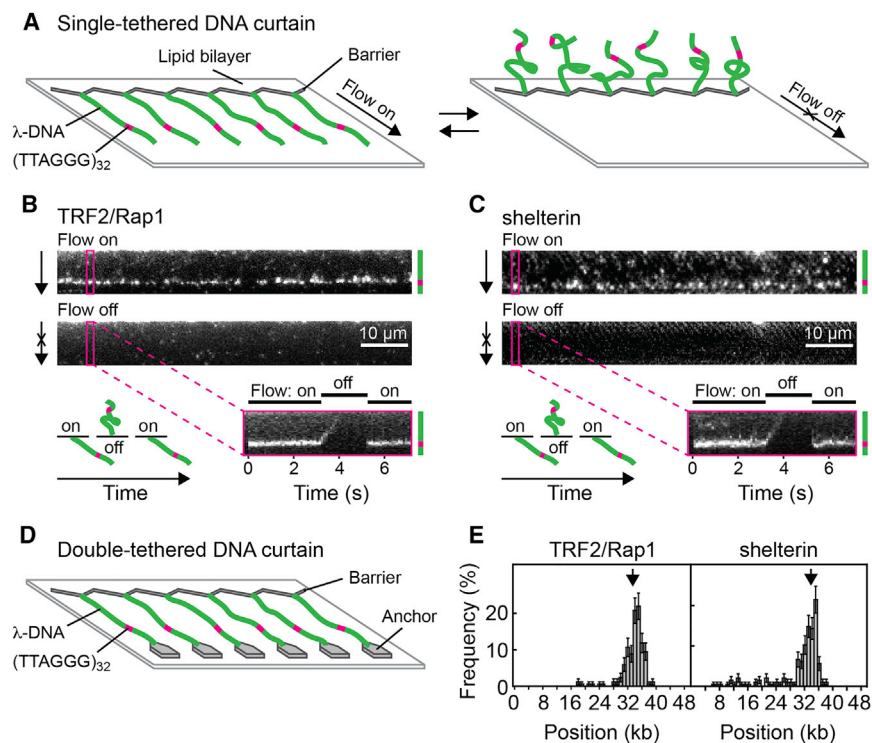 A Single-tethered DNA curtain
Lipid bilayer
Barrier
Flow on
λ-DNA
(TTAGGG)32
Flow off
B TRF2/Rap1
Flow on
Flow off
10 µm
Flow: on off on
on off on
0 2 4 6
Time
Time (s)
C shelterin
Flow on
Flow off
10 µm
Flow: on off on
on off on
0 2 4 6
Time
Time (s)
D Double-tethered DNA curtain
Barrier
λ-DNA
Anchor
(TTAGGG)32
E TRF2/Rap1 shelterin
Frequency (%)
20
10
0
0 8 16 24 32 40 48 0 8 16 24 32 40 48
Position (kb) Position (kb)